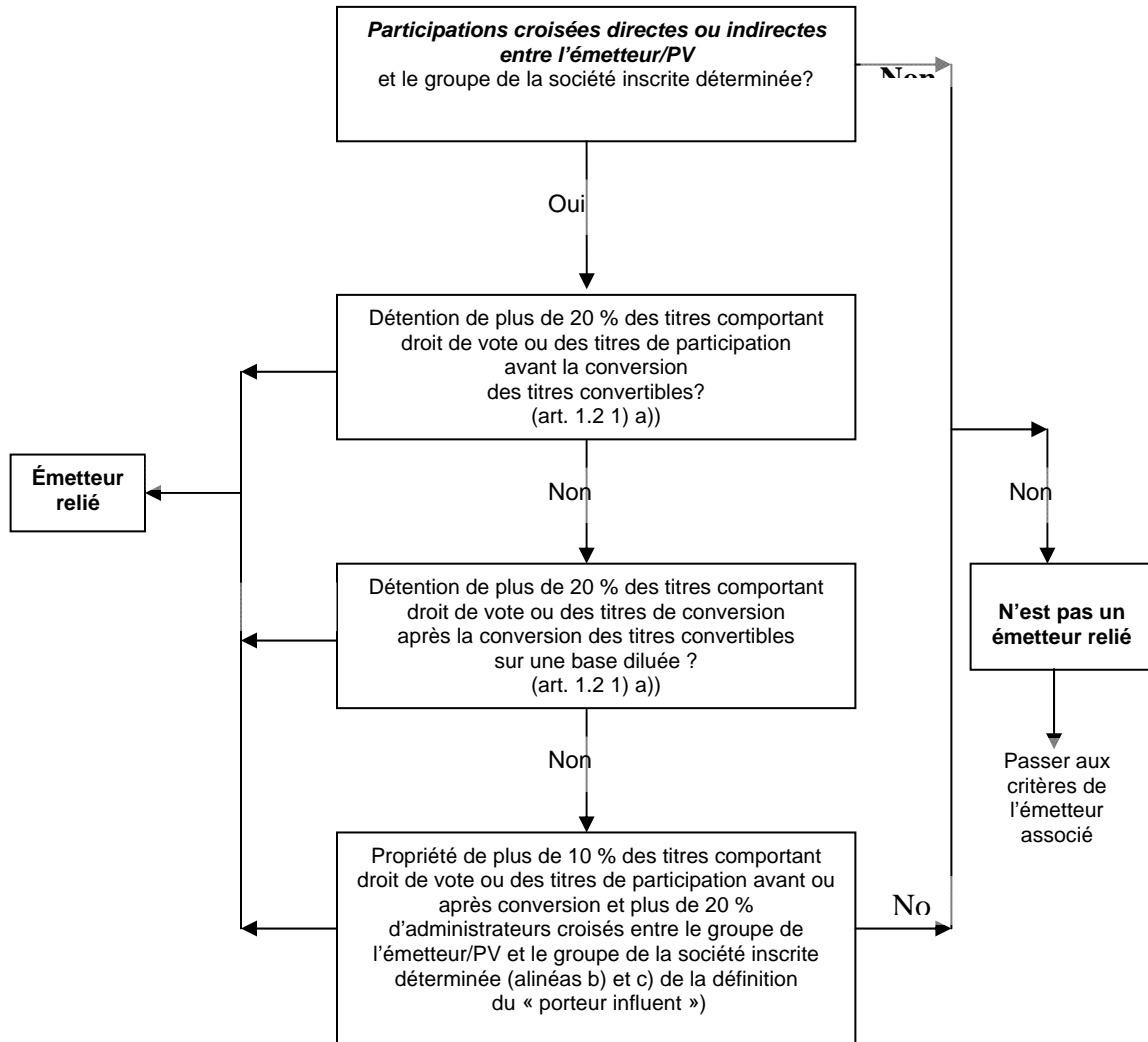 Participations croisées directes ou indirectes
entre l'émetteur/PV
et le groupe de la société inscrite déterminée?
Non
Oui
Détention de plus de 20 % des titres comportant
droit de vote ou des titres de participation
avant la conversion
des titres convertibles?
(art. 1.2 1) a))
Émetteur
relié
Non
Non
Détention de plus de 20 % des titres comportant
droit de vote ou des titres de conversion
après la conversion des titres convertibles
sur une base diluée ?
(art. 1.2 1) a))
N'est pas un
émetteur relié
Non
Passer aux
critères de
l'émetteur
associé
Propriété de plus de 10 % des titres comportant
droit de vote ou des titres de participation avant ou
après conversion et plus de 20 %
d'administrateurs croisés entre le groupe de
l'émetteur/PV et le groupe de la société inscrite
déterminée (alinéas b) et c) de la définition
du « porteur influent »)
No